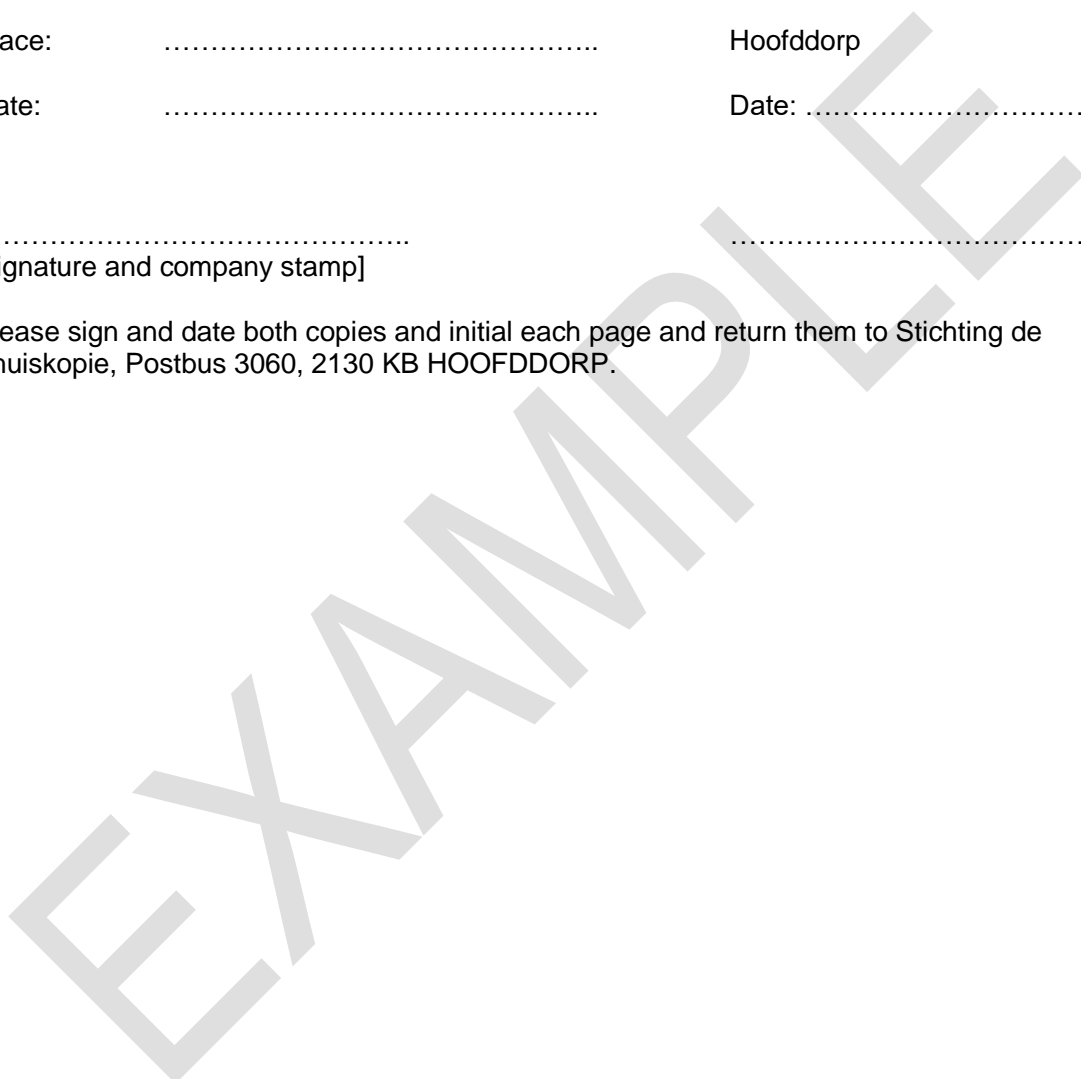 ace: ……………………………………….. Hoofddorp
ate: ……………………………………….. Date: …………………………
…………………………………….. …………………………………
ignature and company stamp]
lease sign and date both copies and initial each page and return them to Stichting de
huiskopie, Postbus 3060, 2130 KB HOOFDDORP.
EXAMPLE